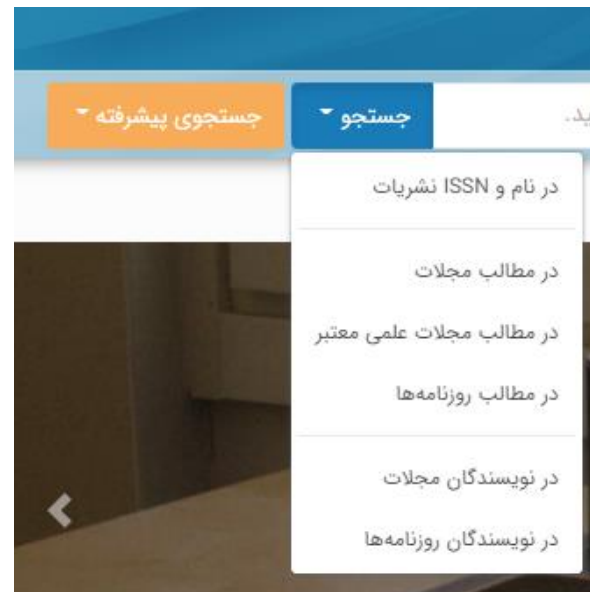 جستجو
جستجوی پیشرفته
در نام و ISSN نشریات
در مطالب مجلات
در مطالب مجلات علمی معتبر
در مطالب روزنامه‌ها
در نویسندگان مجلات
در نویسندگان روزنامه‌ها